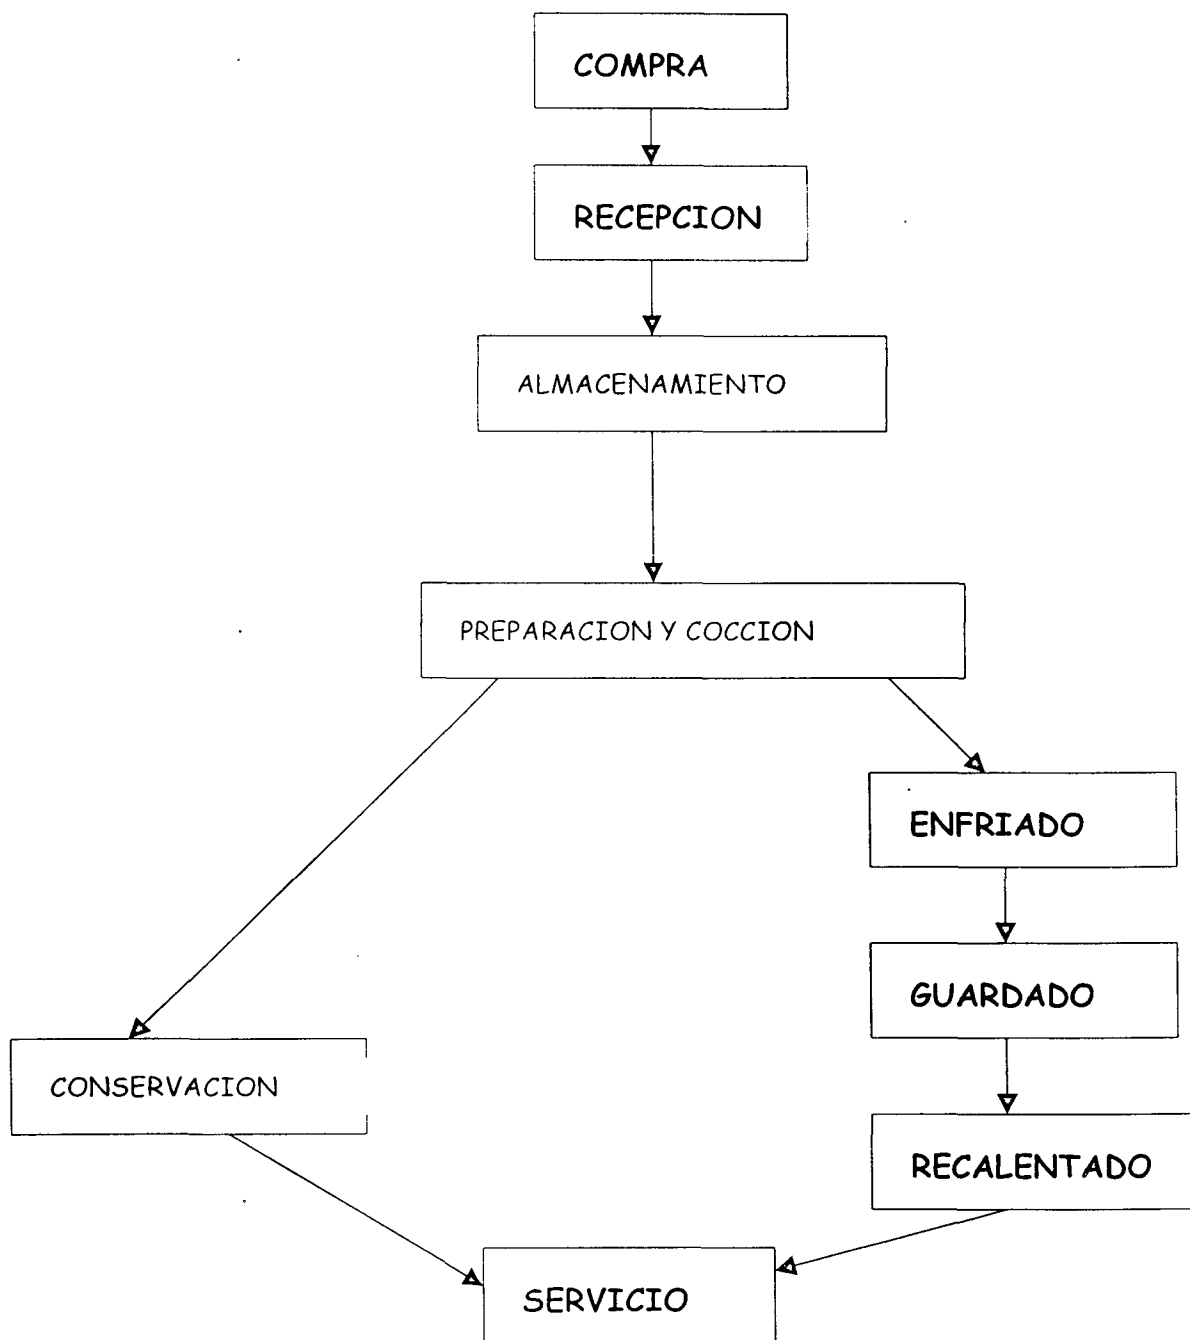 COMPRA
RECEPCION
ALMACENAMIENTO
PREPARACION Y COCCION
ENFRIADO
GUARDADO
CONSERVACION
RECALENTADO
SERVICIO